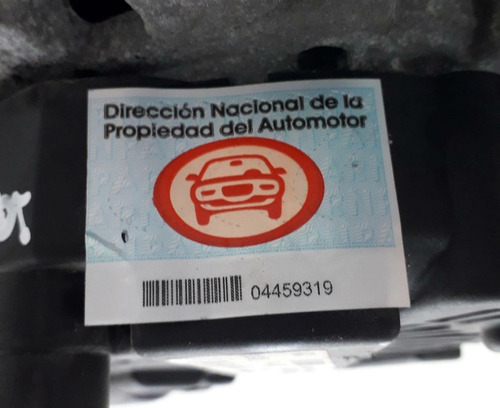 Dirección Nacional de la
Propiedad del Automotor
04459319